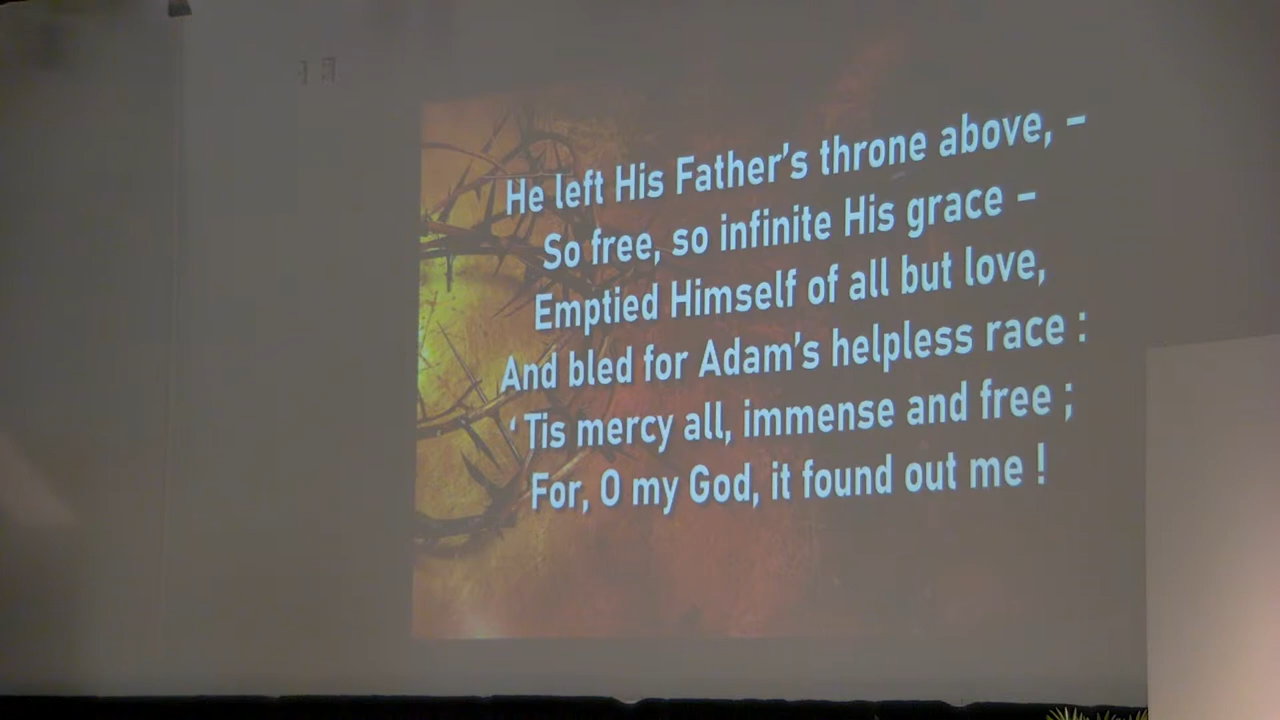 He left His Father's throne above, –
So free, so infinite His grace –
Emptied Himself of all but love,
And bled for Adam's helpless race :
‘ Tis mercy all, immense and free ;
For, O my God, it found out me !